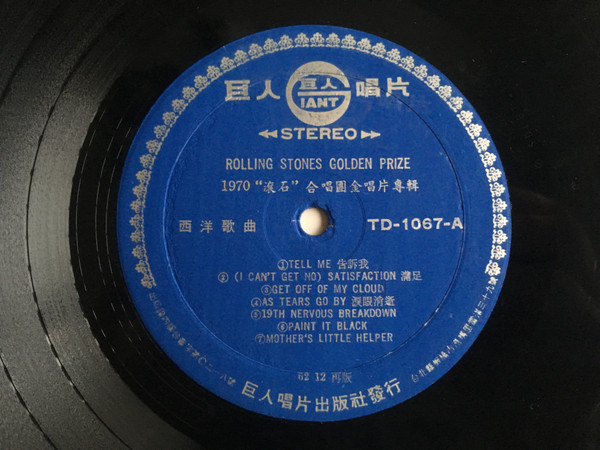 巨人 巨人 GIANT 唱片
STEREO
ROLLING STONES GOLDEN PRIZE
1970 “滾石” 合唱團金唱片專輯
西洋歌曲 TD-1067-A
①TELL ME 告訴我
② (I CAN'T GET NO) SATISFACTION 滿足
③GET OFF OF MY CLOUD
④AS TEARS GO BY 淚眼消逝
⑤19TH NERVOUS BREAKDOWN
⑥PAINT IT BLACK
⑦MOTHER'S LITTLE HELPER
62 12 再版
巨人唱片出版社發行